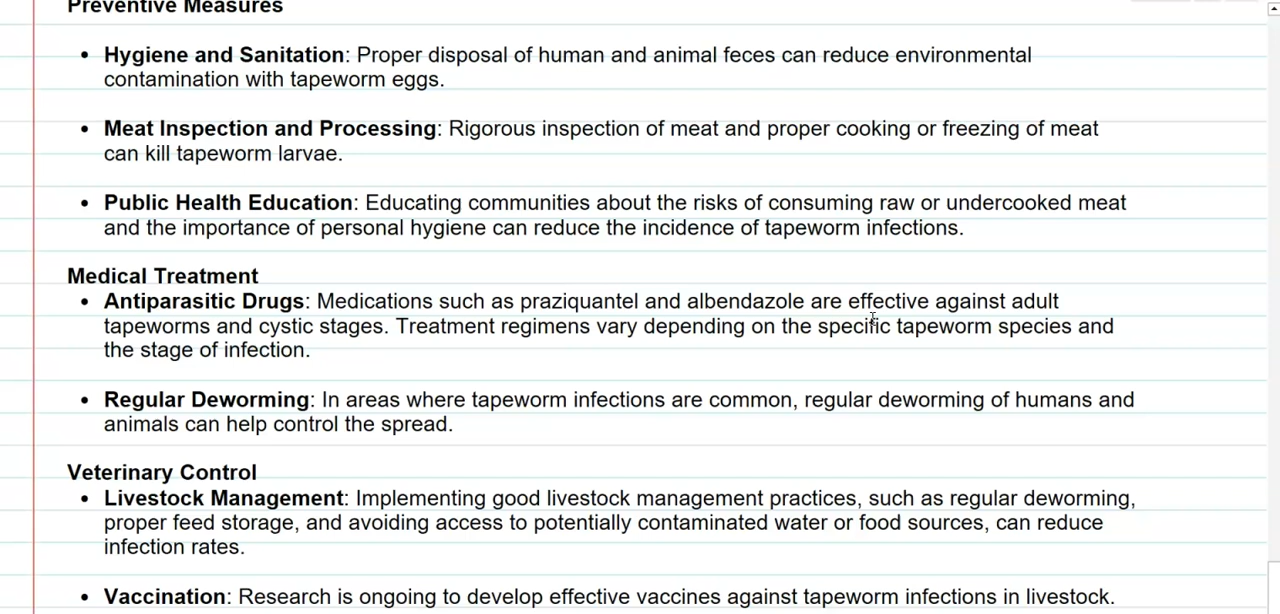 Preventive Measures
• Hygiene and Sanitation: Proper disposal of human and animal feces can reduce environmental
contamination with tapeworm eggs.
• Meat Inspection and Processing: Rigorous inspection of meat and proper cooking or freezing of meat
can kill tapeworm larvae.
• Public Health Education: Educating communities about the risks of consuming raw or undercooked meat
and the importance of personal hygiene can reduce the incidence of tapeworm infections.
Medical Treatment
• Antiparasitic Drugs: Medications such as praziquantel and albendazole are effective against adult
tapeworms and cystic stages. Treatment regimens vary depending on the specific tapeworm species and
the stage of infection.
• Regular Deworming: In areas where tapeworm infections are common, regular deworming of humans and
animals can help control the spread.
Veterinary Control
• Livestock Management: Implementing good livestock management practices, such as regular deworming,
proper feed storage, and avoiding access to potentially contaminated water or food sources, can reduce
infection rates.
• Vaccination: Research is ongoing to develop effective vaccines against tapeworm infections in livestock.